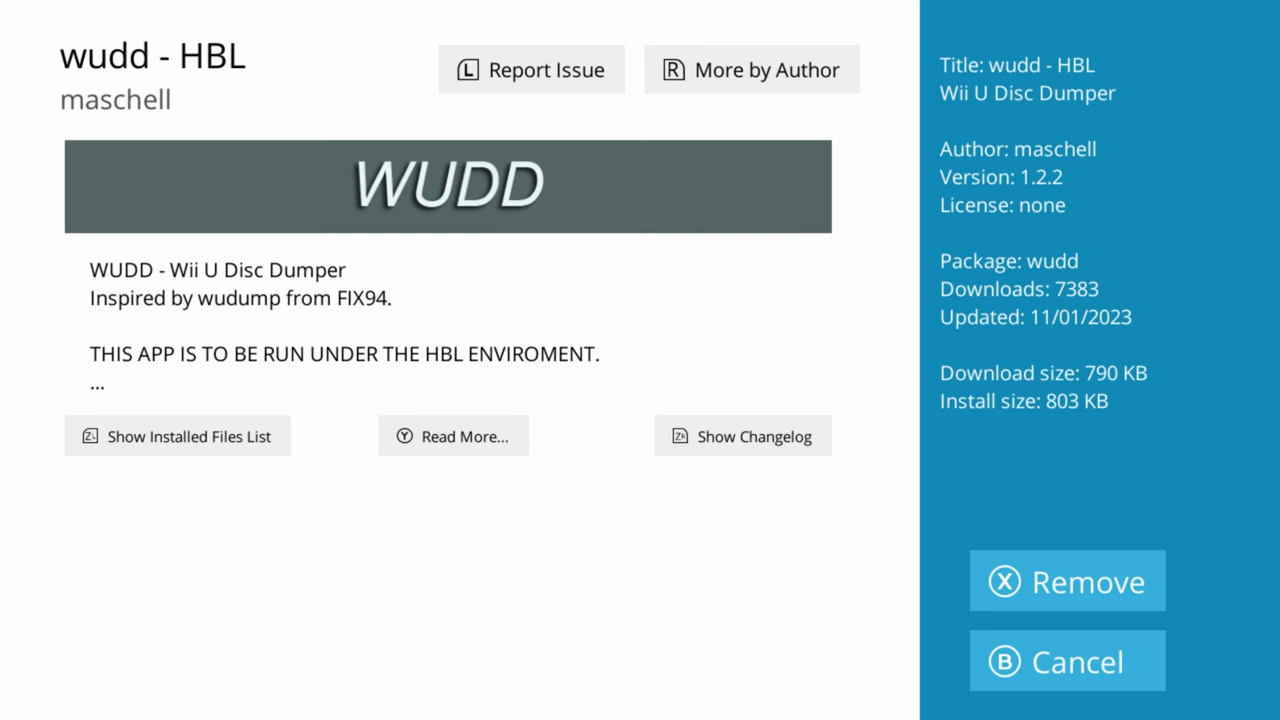 wudd - HBL
maschell
L Report Issue
R More by Author
WUDD
WUDD - Wii U Disc Dumper
Inspired by wudump from FIX94.
THIS APP IS TO BE RUN UNDER THE HBL ENVIROMENT.
...
ZL Show Installed Files List
Y Read More...
ZR Show Changelog
Title: wudd - HBL
Wii U Disc Dumper
Author: maschell
Version: 1.2.2
License: none
Package: wudd
Downloads: 7383
Updated: 11/01/2023
Download size: 790 KB
Install size: 803 KB
X Remove
B Cancel